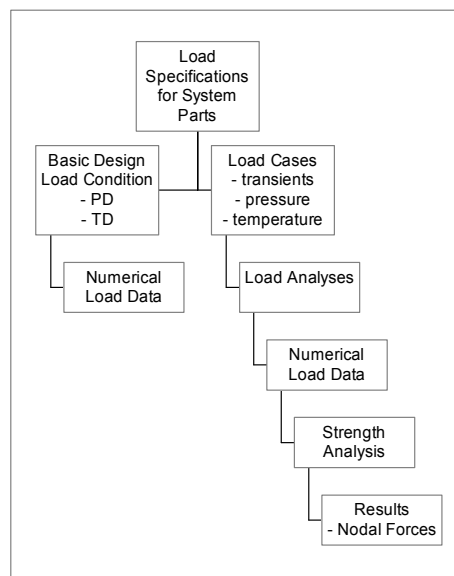 Load
Specifications
for System
Parts
Basic Design
Load Condition
- PD
- TD
Load Cases
- transients
- pressure
- temperature
Numerical
Load Data
Load Analyses
Numerical
Load Data
Strength
Analysis
Results
- Nodal Forces